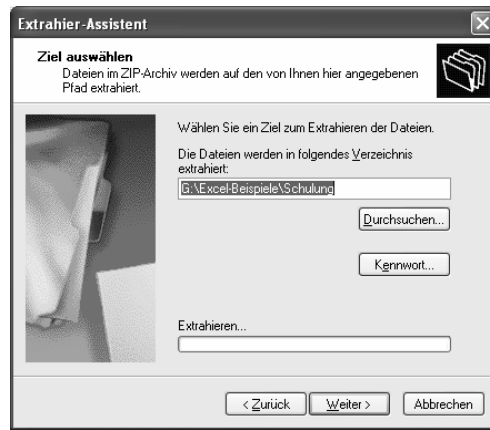 Extrahier-Assistent
Ziel auswählen
Dateien im ZIP-Archiv werden auf den von Ihnen hier angegebenen
Pfad extrahiert.
Wählen Sie ein Ziel zum Extrahieren der Dateien.
Die Dateien werden in folgendes Verzeichnis
extrahiert:
G:\Excel-Beispiele\Schulung
Durchsuchen...
Kennwort...
Extrahieren...
< Zurück
Weiter >
Abbrechen